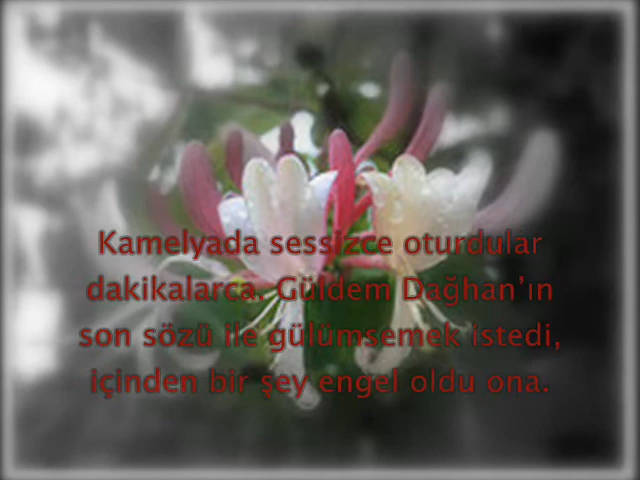 Kamelyada sessizce oturdular
dakikalarca. Güldem Dağhan’ın
son sözü ile gülümsemek istedi,
içinden bir şey engel oldu ona.